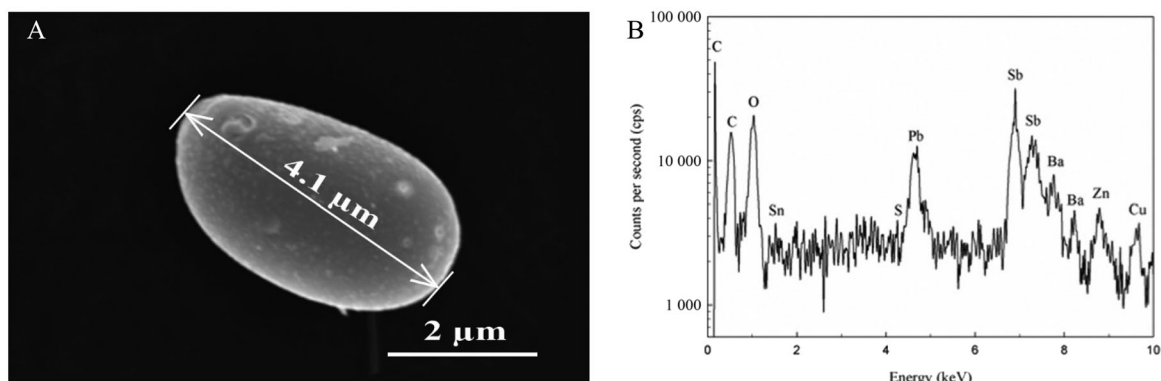 A
4.1 µm
2 µm
B
100 000
10 000
1 000
Counts per second (cps)
C
C
O
Sn
S
Pb
Sb
Sb
Ba
Ba
Zn
Cu
0
2
4
6
8
10
Energy (keV)